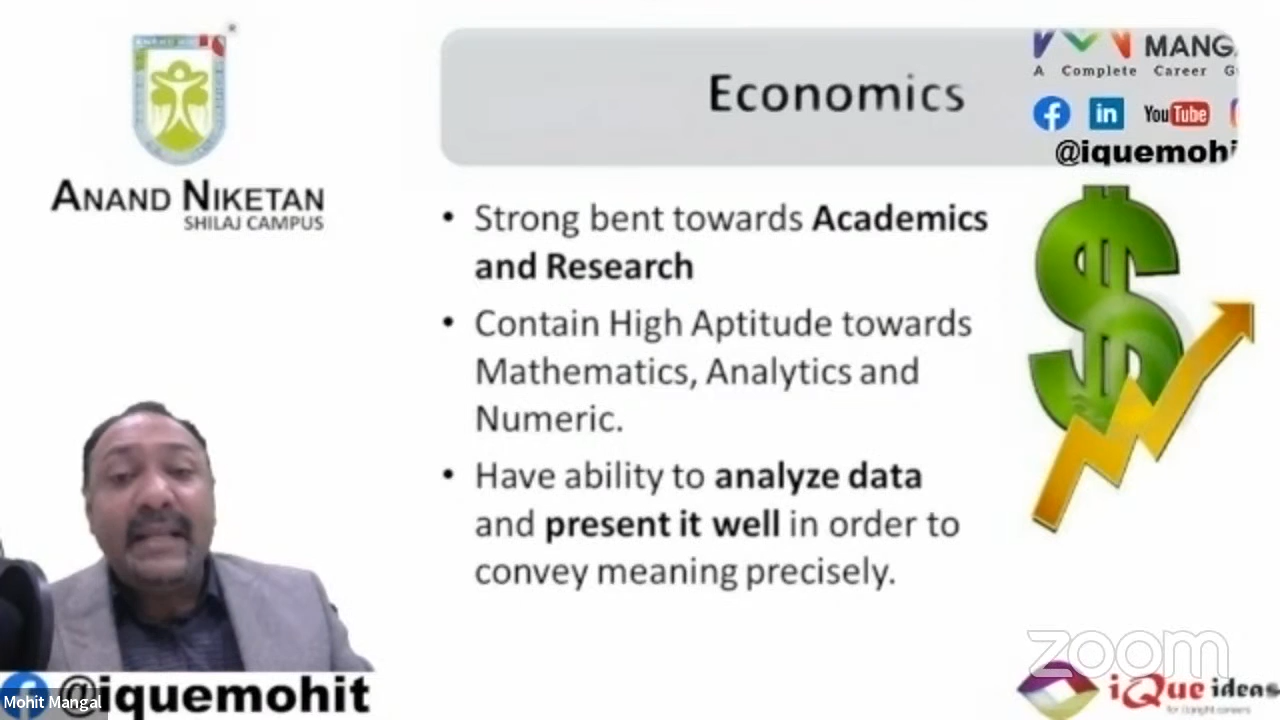 ANAND NIKETAN
SHILAJ CAMPUS
Economics
MANG
A Complete Career G
You Tube
@iquemohi
• Strong bent towards Academics
and Research
• Contain High Aptitude towards
Mathematics, Analytics and
Numeric.
• Have ability to analyze data
and present it well in order to
convey meaning precisely.
@iquemohit
Mohit Mangal
zoom
iQue ideas